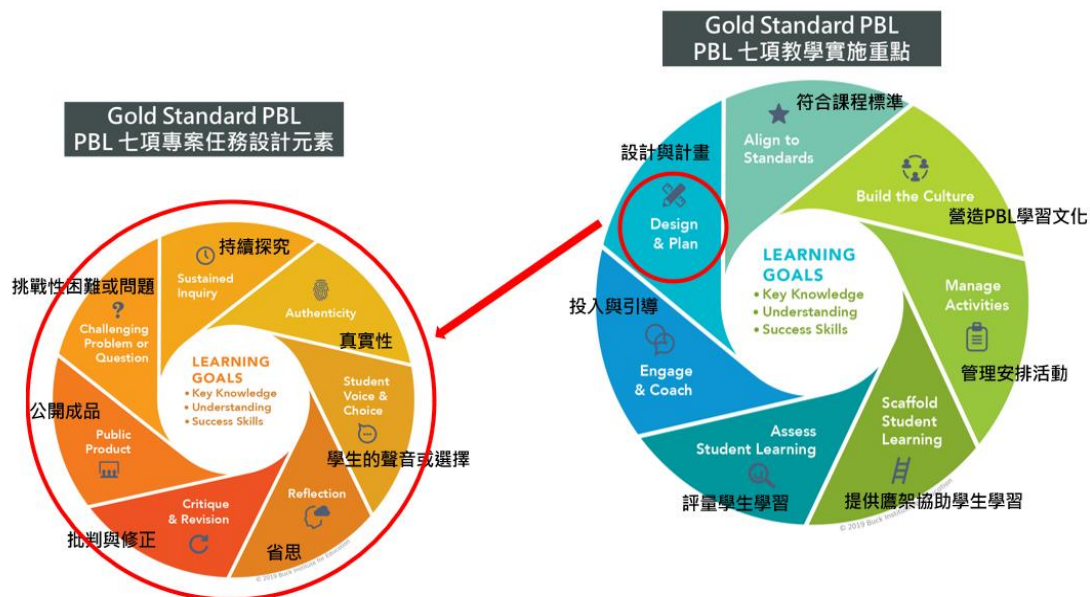 Gold Standard PBL
PBL 七項專案任務設計元素
持續探究
Sustained
Inquiry
Authenticity
真實性
挑戰性困難或問題
?
Challenging
Problem or
Question
LEARNING
GOALS
• Key Knowledge
• Understanding
• Success Skills
Student
Voice &
Choice
學生的聲音或選擇
公開成品
Public
Product
Critique
& Revision
批判與修正
Reflection
省思
© 2019 Buck Institute for Education
Gold Standard PBL
PBL 七項教學實施重點
符合課程標準
Align to
Standards
設計與計畫
Design
& Plan
Build the Culture
營造PBL學習文化
LEARNING
GOALS
• Key Knowledge
• Understanding
• Success Skills
Manage
Activities
管理安排活動
投入與引導
Engage
& Coach
Assess
Student Learning
評量學生學習
Scaffold
Student
Learning
提供鷹架協助學生學習
© 2019 Buck Institute